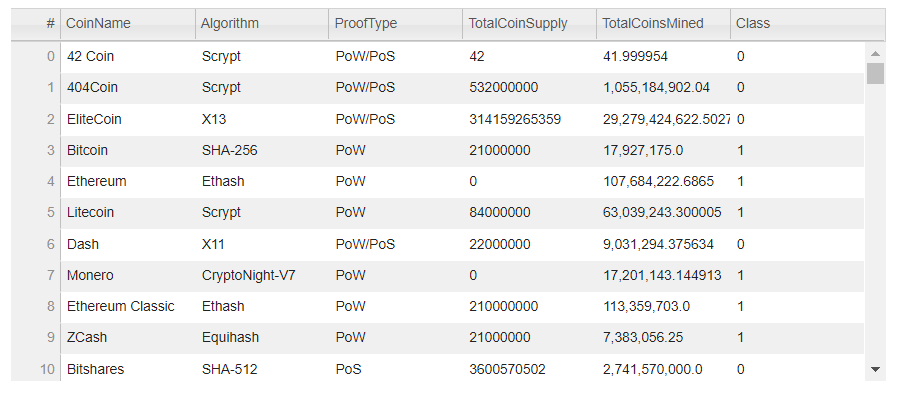 # CoinName Algorithm ProofType TotalCoinSupply TotalCoinsMined Class
0 42 Coin Scrypt PoW/PoS 42 41.999954 0
1 404Coin Scrypt PoW/PoS 532000000 1,055,184,902.04 0
2 EliteCoin X13 PoW/PoS 314159265359 29,279,424,622.5027 0
3 Bitcoin SHA-256 PoW 21000000 17,927,175.0 1
4 Ethereum Ethash PoW 0 107,684,222.6865 1
5 Litecoin Scrypt PoW 84000000 63,039,243.300005 1
6 Dash X11 PoW/PoS 22000000 9,031,294.375634 0
7 Monero CryptoNight-V7 PoW 0 17,201,143.144913 1
8 Ethereum Classic Ethash PoW 210000000 113,359,703.0 1
9 ZCash Equihash PoW 21000000 7,383,056.25 1
10 Bitshares SHA-512 PoS 3600570502 2,741,570,000.0 0